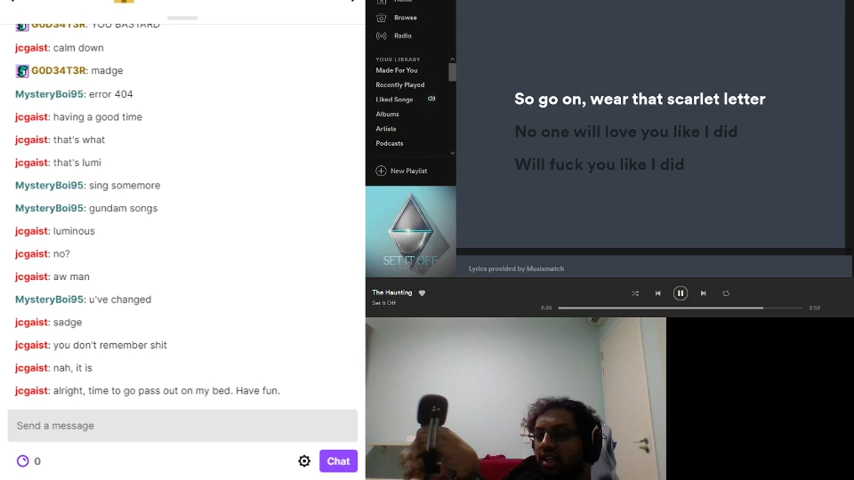 G0D34T3R: YOU BASTARD
jcgaist: calm down
G0D34T3R: madge
MysteryBoi95: error 404
jcgaist: having a good time
jcgaist: that's what
jcgaist: that's lumi
MysteryBoi95: sing somemore
MysteryBoi95: gundam songs
jcgaist: luminous
jcgaist: no?
jcgaist: aw man
MysteryBoi95: u've changed
jcgaist: sadge
jcgaist: you don't remember shit
jcgaist: nah, it is
jcgaist: alright, time to go pass out on my bed. Have fun.
Send a message
0
Chat
Browse
Radio
YOUR LIBRARY
Made For You
Recently Played
Liked Songs
Albums
Artists
Podcasts
New Playlist
So go on, wear that scarlet letter
No one will love you like I did
Will fuck you like I did
SET IT OFF
Lyrics provided by Musixmatch
The Haunting
Set It Off
2:26
2:52